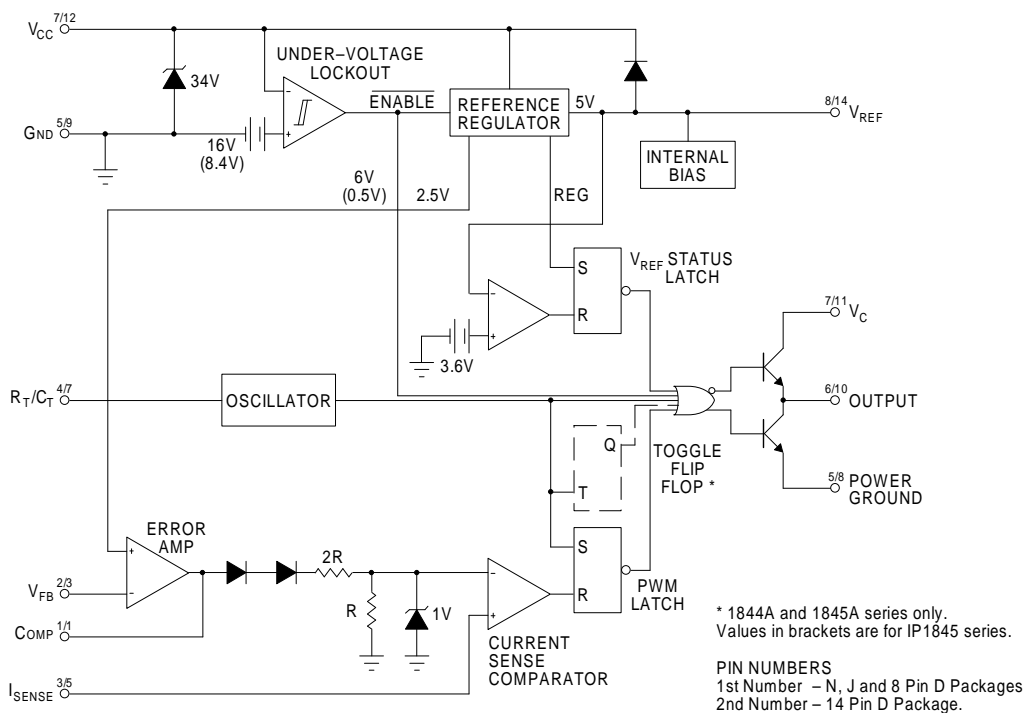 7/12
VCC
UNDER–VOLTAGE
LOCKOUT
34V
ENABLE
REFERENCE
REGULATOR
5V
8/14
VREF
5/9
GND
16V
(8.4V)
INTERNAL
BIAS
6V
(0.5V)
2.5V
REG
S
R
VREF STATUS
LATCH
-
+
3.6V
7/11
VC
4/7
RT/CT
OSCILLATOR
6/10
OUTPUT
Q
T
TOGGLE
FLIP
FLOP *
5/8
POWER
GROUND
ERROR
AMP
+
-
2R
R
1V
-
+
S
R
PWM
LATCH
2/3
VFB
1/1
COMP
CURRENT
SENSE
COMPARATOR
3/5
ISENSE
* 1844A and 1845A series only.
Values in brackets are for IP1845 series.
PIN NUMBERS
1st Number – N, J and 8 Pin D Packages
2nd Number – 14 Pin D Package.